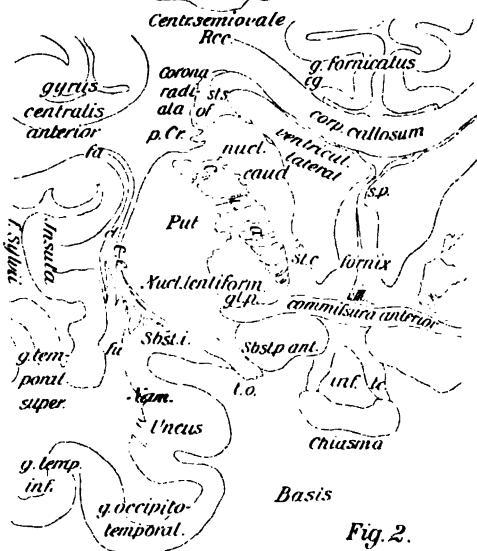 Centr.semiovale
Rcc.
g. fornicatus
cg
Corona
radi- sts
ata of
p.Cr.
gyrus
centralis
anterior
fa
corp. callosum
ventricul.
lateral
nucl.
caud
s.p.
Put
f. Sylvii
Insula
c. e.
st.c
fornix
Nucl.lentiform
gl.p.
commissura anterior
g.tem-
poral
super.
fu
Sbst.i.
Sbst.p ant.
t.o.
inf. tc
Chiasma
Uncus
g. temp.
inf.
g.occipito-
temporal.
Basis
Fig. 2.